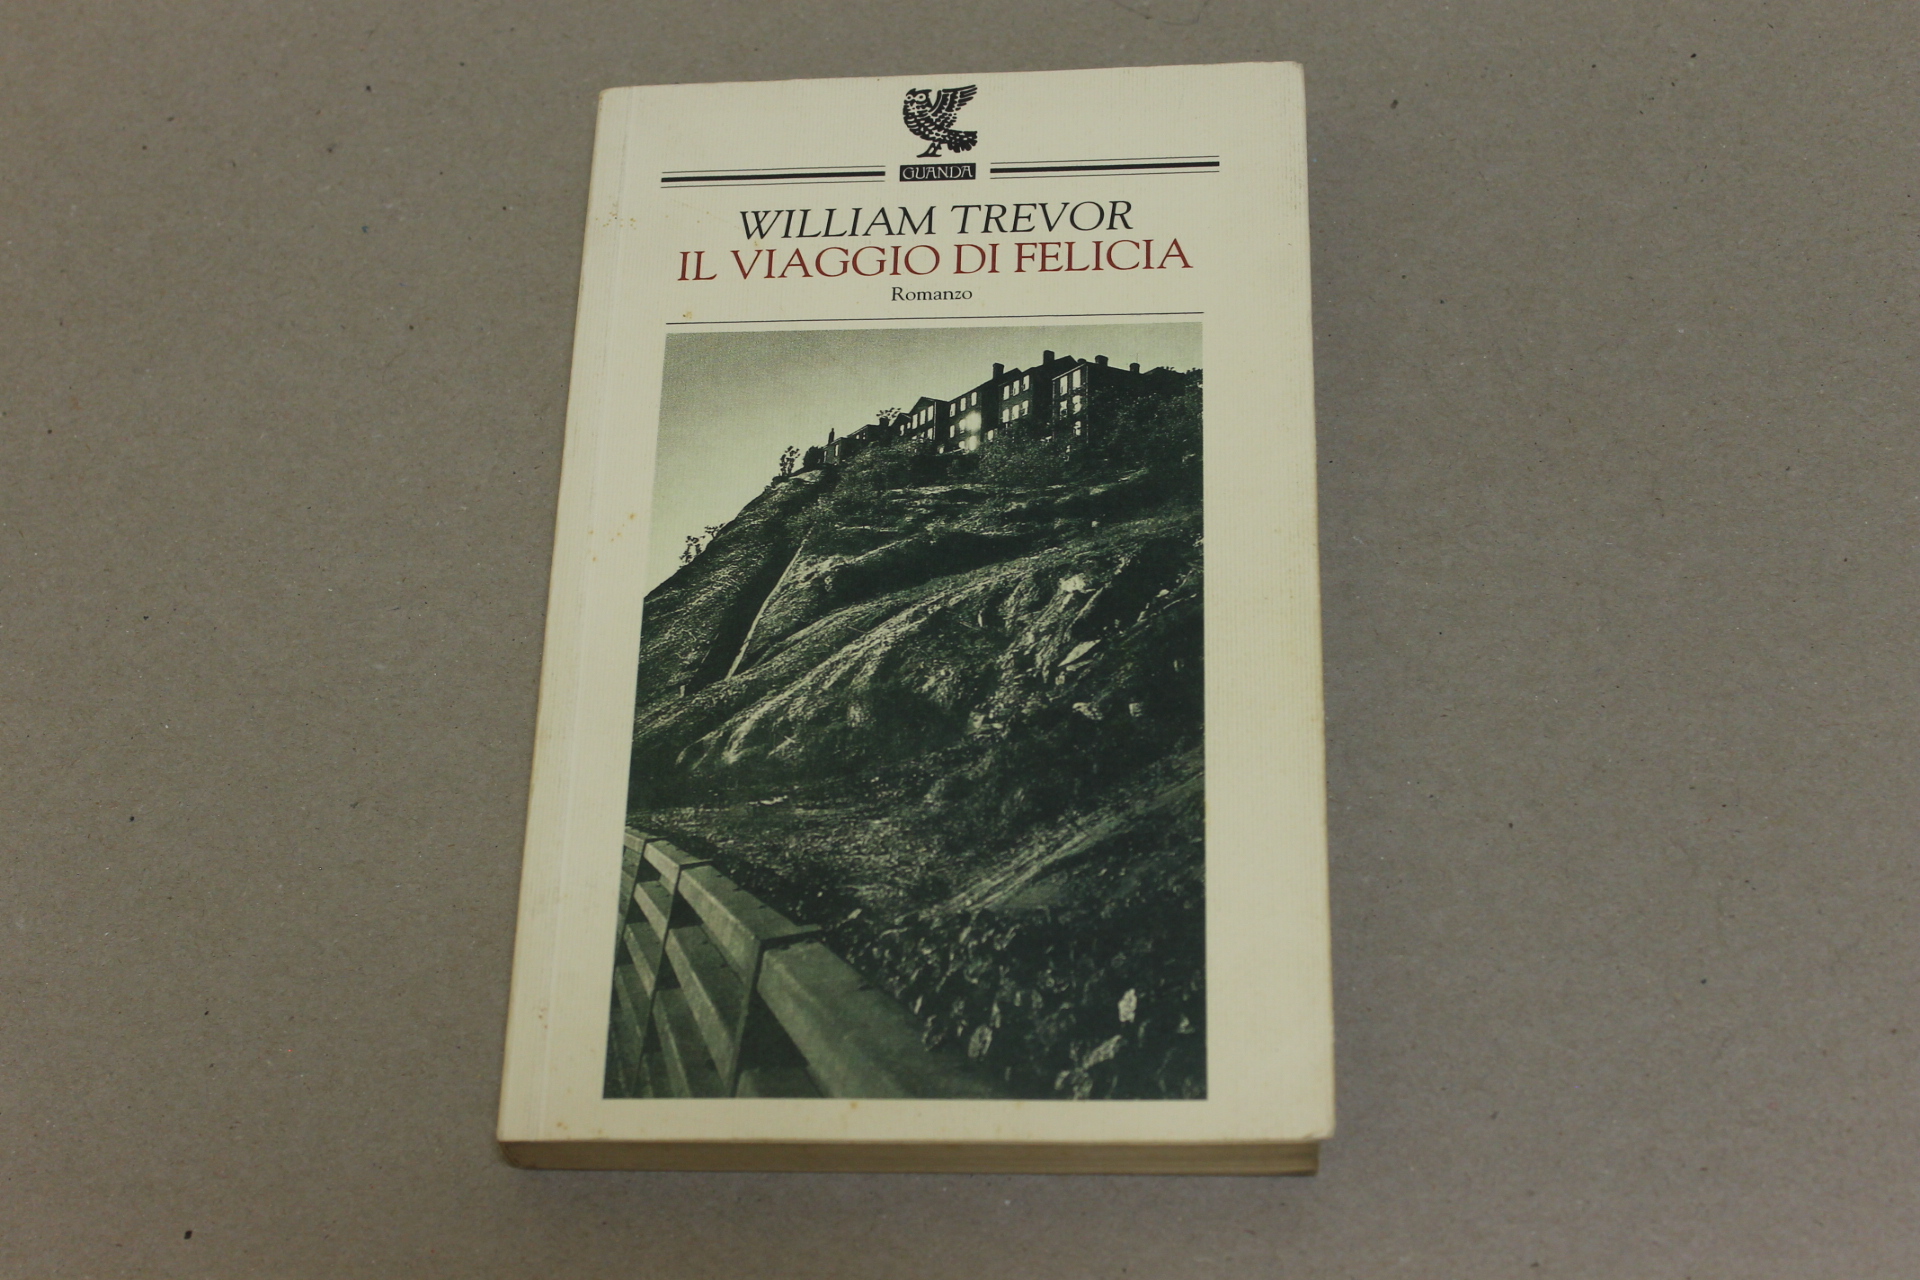 GUANDA
WILLIAM TREVOR
IL VIAGGIO DI FELICIA
Romanzo